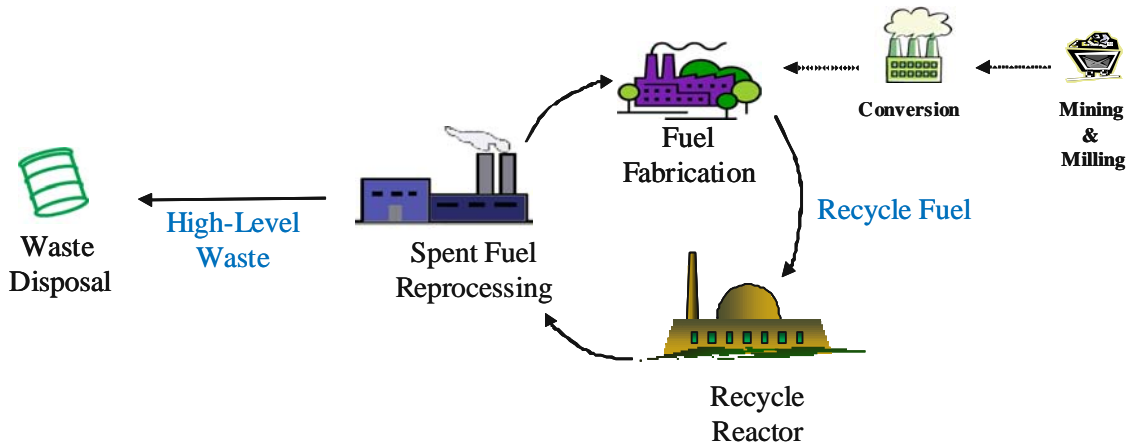 Conversion
Mining
&
Milling
Fuel
Fabrication
Recycle Fuel
High-Level
Waste
Waste
Disposal
Spent Fuel
Reprocessing
Recycle
Reactor